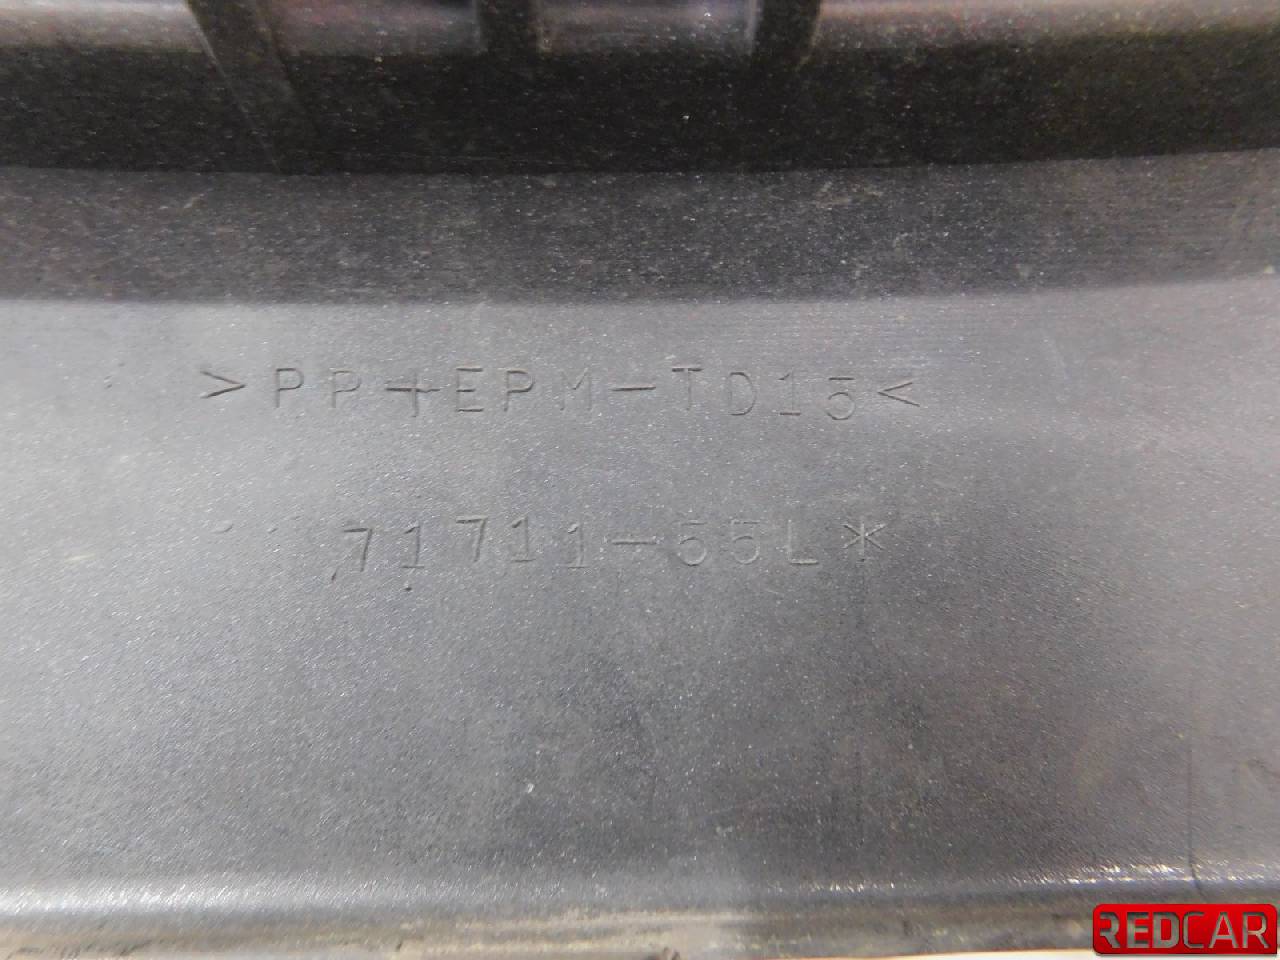 >PP+EPM-TD15<
71711-55L*
REDCAR